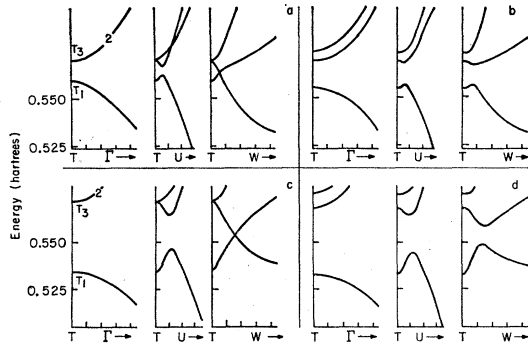 a
b
T3
2
T1
0.550
0.525
T Γ → T U → T W →
T Γ → T U → T W →
Energy (hartrees)
c
d
T3
2
T1
0.550
0.525
T Γ → T U → T W →
T Γ → T U → T W →